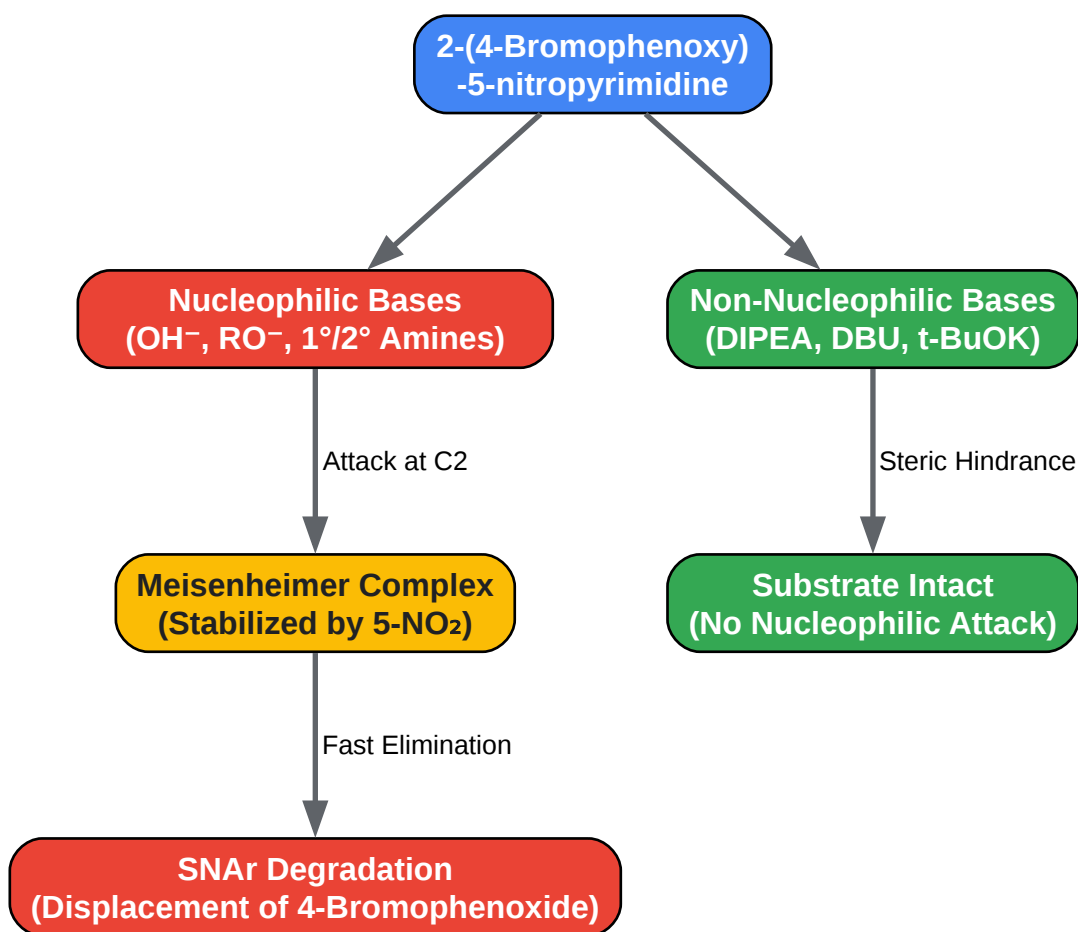 2-(4-Bromophenoxy)
-5-nitropyrimidine
Nucleophilic Bases
(OH⁻, RO⁻, 1°/2° Amines)
Non-Nucleophilic Bases
(DIPEA, DBU, t-BuOK)
Attack at C2
Steric Hindrance
Meisenheimer Complex
(Stabilized by 5-NO₂)
Substrate Intact
(No Nucleophilic Attack)
Fast Elimination
SNAr Degradation
(Displacement of 4-Bromophenoxide)